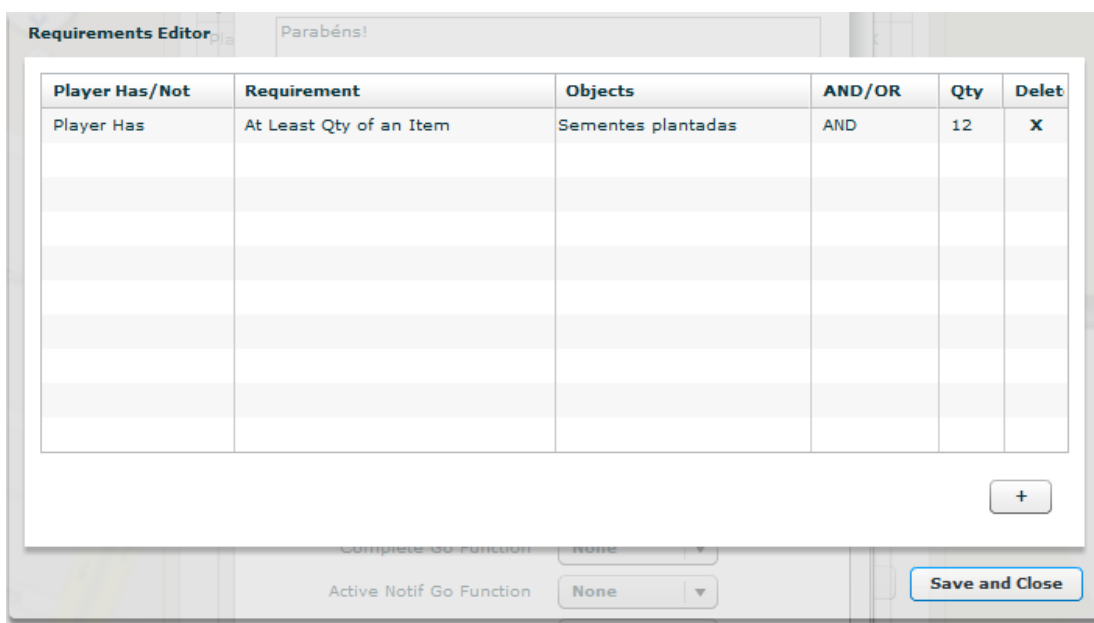 Requirements Editor
Pla
Parabéns!
Player Has/Not Requirement Objects AND/OR Qty Delet
Player Has At Least Qty of an Item Sementes plantadas AND 12 X
+
Complete Go Function None
Active Notif Go Function None
Save and Close